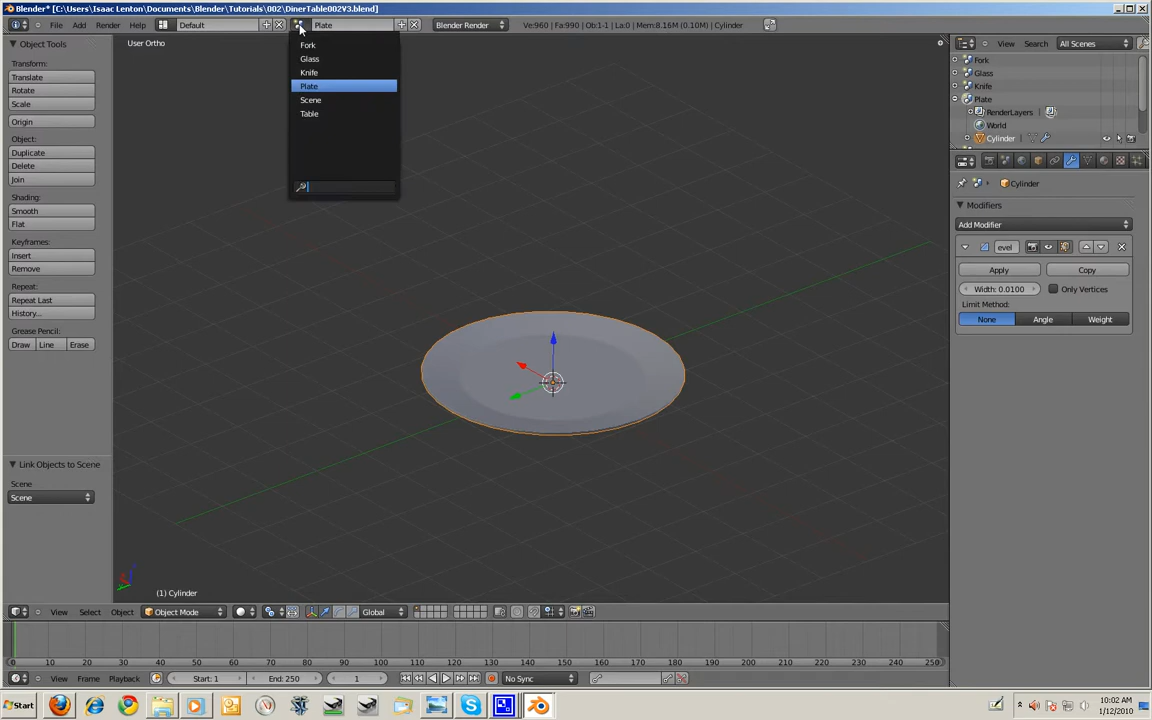 Blender* [C:\Users\Isaac Lenton\Documents\Blender\Tutorials\002\DinerTable002V3.blend]
File Add Render Help Default Plate Blender Render Ve:960 | Fa:990 | Ob:1-1 | La:0 | Mem:8.16M (0.10M) | Cylinder
Object Tools
Transform:
Translate
Rotate
Scale
Origin
Object:
Duplicate
Delete
Join
Shading:
Smooth
Flat
Keyframes:
Insert
Remove
Repeat:
Repeat Last
History...
Grease Pencil:
Draw Line Erase
Link Objects to Scene
Scene
Scene
User Ortho
Fork
Glass
Knife
Plate
Scene
Table
(1) Cylinder
View Search All Scenes
Fork
Glass
Knife
Plate
RenderLayers
World
Cylinder
Cylinder
Modifiers
Add Modifier
evel
Apply Copy
Width: 0.0100 Only Vertices
Limit Method:
None Angle Weight
View Select Object Object Mode Global
0 10 20 30 40 50 60 70 80 90 100 110 120 130 140 150 160 170 180 190 200 210 220 230 240 250
View Frame Playback Start: 1 End: 250 1 No Sync
Start
10:02 AM
1/12/2010